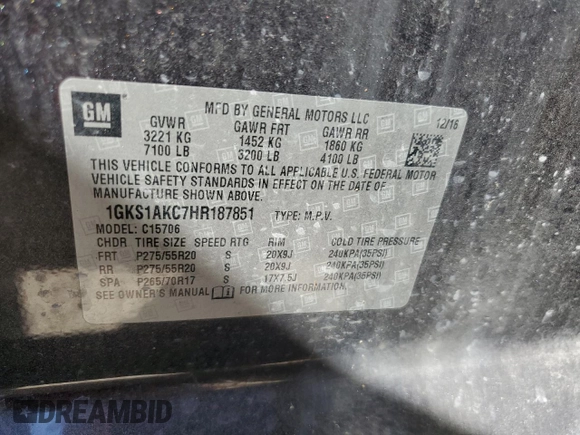 GM
MFD BY GENERAL MOTORS LLC
12/16
GVWR GAWR FRT GAWR RR
3221 KG 1452 KG 1860 KG
7100 LB 3200 LB 4100 LB
THIS VEHICLE CONFORMS TO ALL APPLICABLE U.S. FEDERAL MOTOR
VEHICLE SAFETY STANDARDS IN EFFECT ON THE DATE OF
MANUFACTURE SHOWN ABOVE.
1GKS1AKC7HR187851 TYPE: M.P.V.
MODEL: C15706
CHDR TIRE SIZE SPEED RTG RIM COLD TIRE PRESSURE
FRT P275/55R20 S 20X9J 240KPA(35PSI)
RR P275/55R20 S 20X9J 240KPA(35PSI)
SPA P265/70R17 S 17X7.5J 240KPA(35PSI)
SEE OWNER'S MANUAL FOR MORE INFORMATION.
DREAMBID